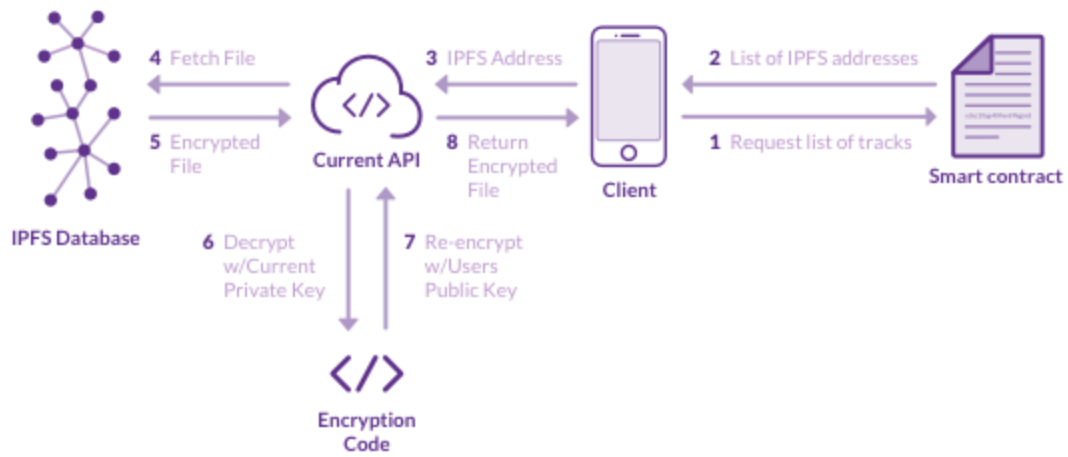 4 Fetch File
3 IPFS Address
2 List of IPFS addresses
5 Encrypted
File
8 Return
Encrypted
File
1 Request list of tracks
Current API
Client
Smart contract
IPFS Database
6 Decrypt
w/Current
Private Key
7 Re-encrypt
w/Users
Public Key
</>
Encryption
Code